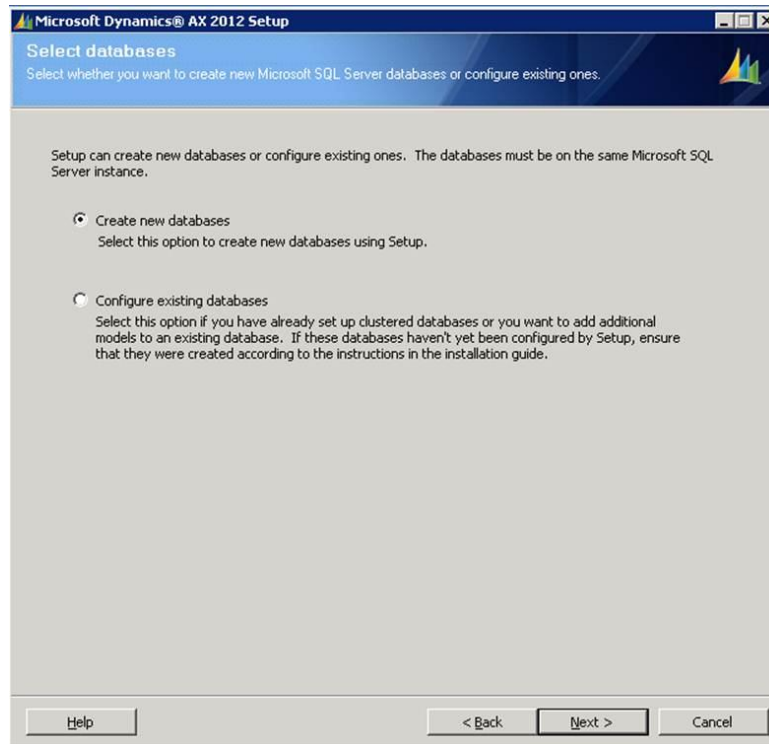 Microsoft Dynamics® AX 2012 Setup
Select databases
Select whether you want to create new Microsoft SQL Server databases or configure existing ones.
Setup can create new databases or configure existing ones. The databases must be on the same Microsoft SQL
Server instance.
Create new databases
Select this option to create new databases using Setup.
Configure existing databases
Select this option if you have already set up clustered databases or you want to add additional
models to an existing database. If these databases haven't yet been configured by Setup, ensure
that they were created according to the instructions in the installation guide.
Help
< Back
Next >
Cancel